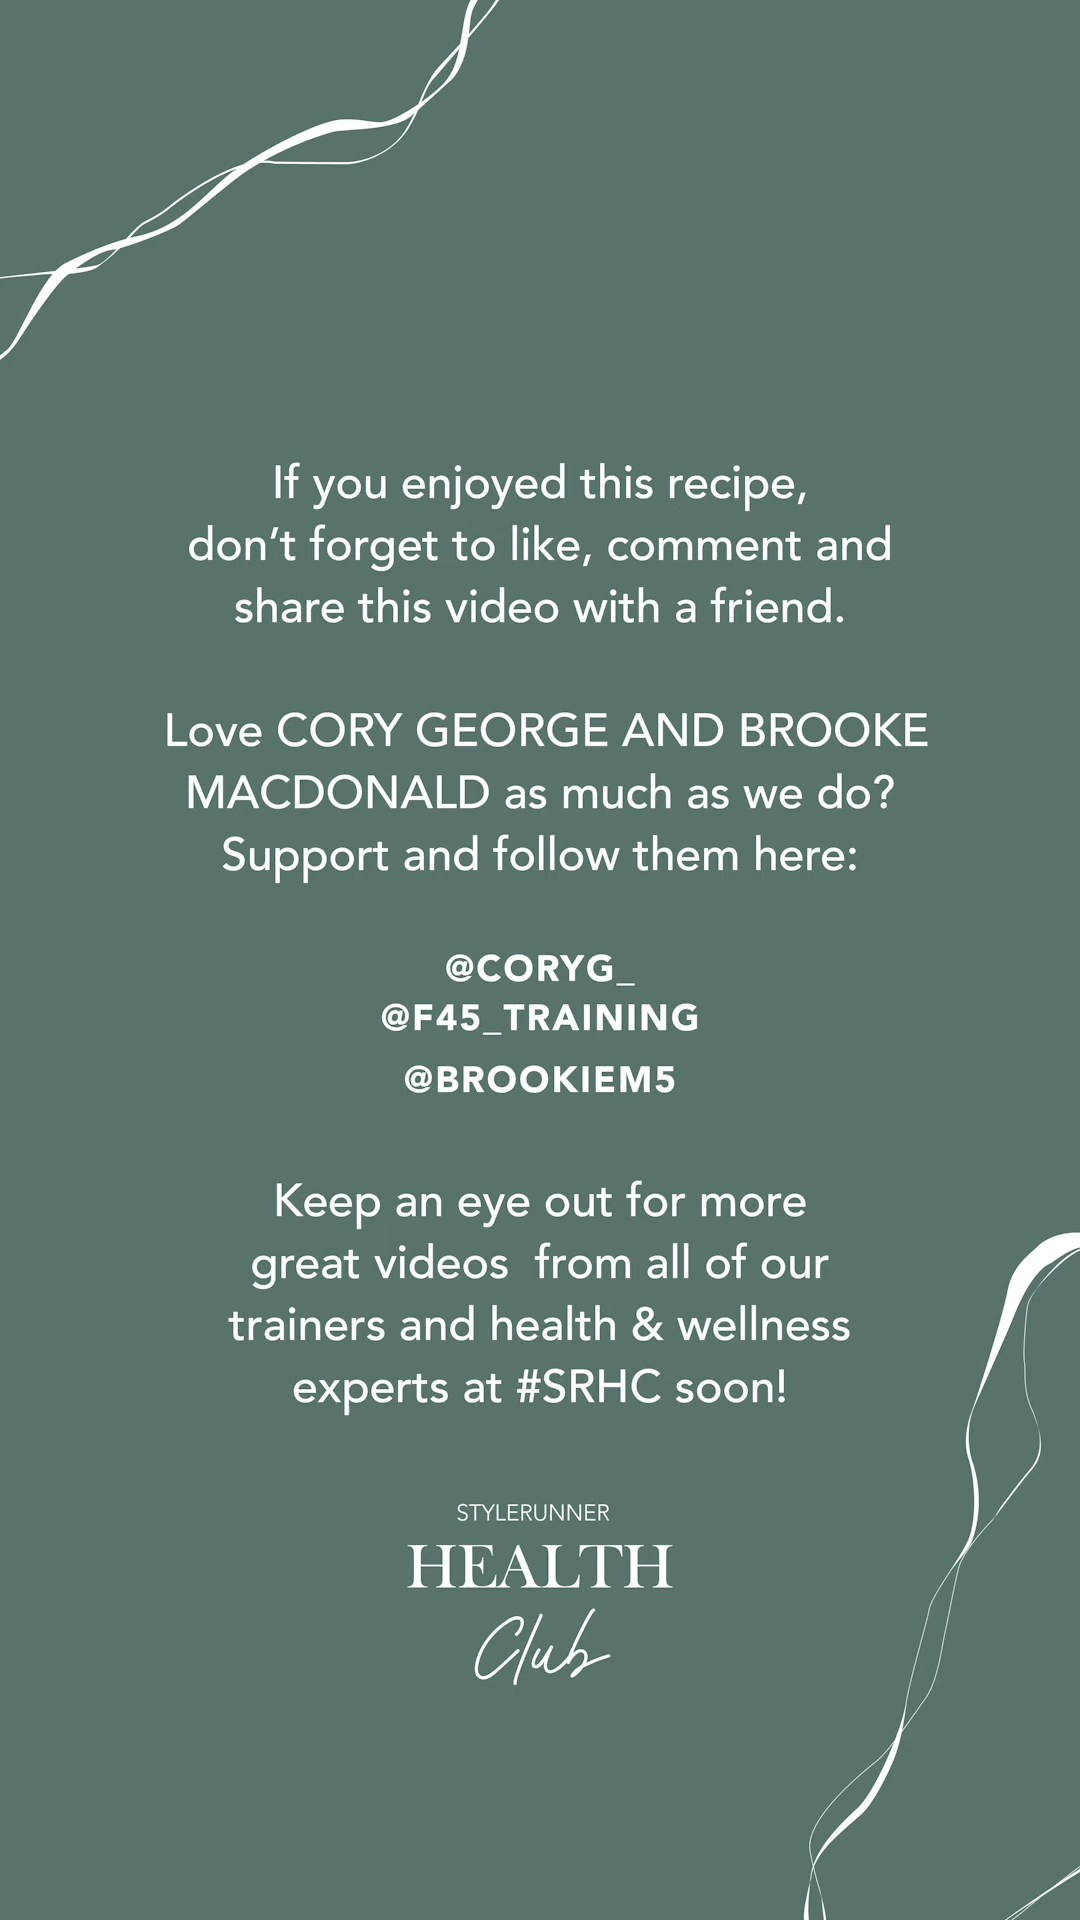 If you enjoyed this recipe,
don’t forget to like, comment and
share this video with a friend.
Love CORY GEORGE AND BROOKE
MACDONALD as much as we do?
Support and follow them here:
@CORYG_
@F45_TRAINING
@BROOKIEM5
Keep an eye out for more
great videos  from all of our
trainers and health & wellness
experts at #SRHC soon!
STYLERUNNER
HEALTH
Club